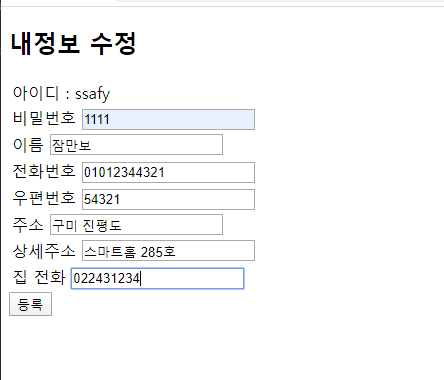 내정보 수정
아이디 : ssafy
비밀번호 1111
이름 잠만보
전화번호 01012344321
우편번호 54321
주소 구미 진평도
상세주소 스마트홈 285호
집 전화 022431234
등록